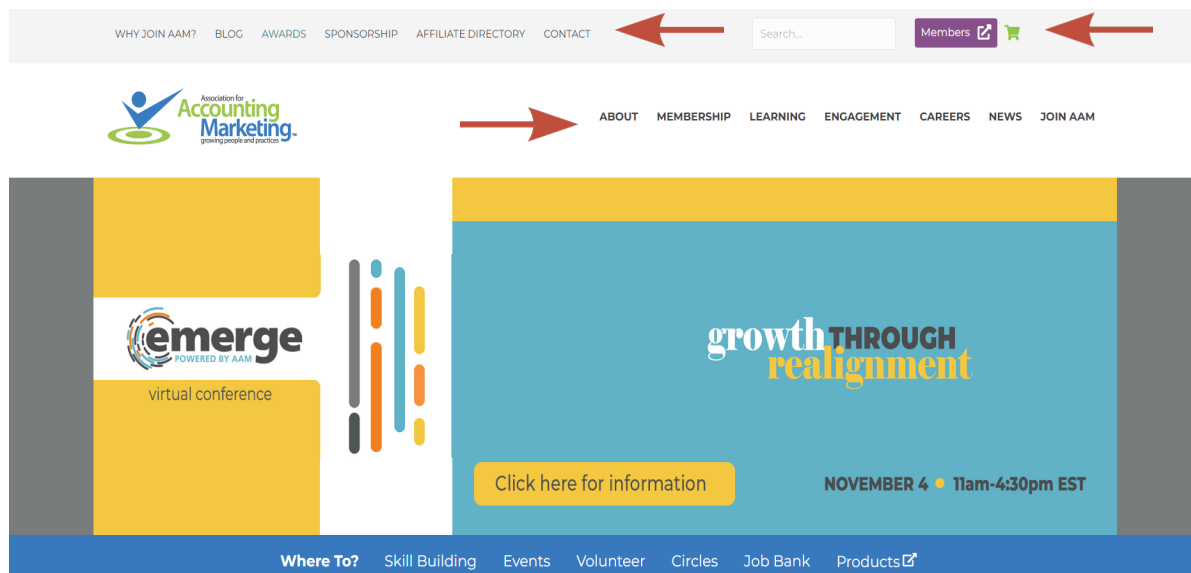 WHY JOIN AAM? BLOG AWARDS SPONSORSHIP AFFILIATE DIRECTORY CONTACT Search... Members
Association for
Accounting
Marketing™
growing people and practices
ABOUT MEMBERSHIP LEARNING ENGAGEMENT CAREERS NEWS JOIN AAM
emerge
POWERED BY AAM
virtual conference
growth THROUGH
realignment
Click here for information
NOVEMBER 4 • 11am-4:30pm EST
Where To? Skill Building Events Volunteer Circles Job Bank Products